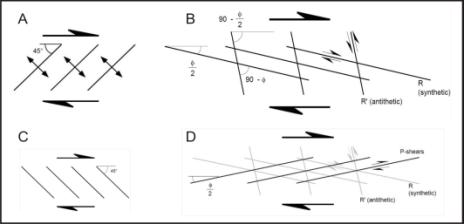 A
45°
B
90 - ϕ/2
ϕ/2
90 - ϕ
R
(synthetic)
R' (antithetic)
C
45°
D
P-shears
ϕ/2
R
(synthetic)
R' (antithetic)